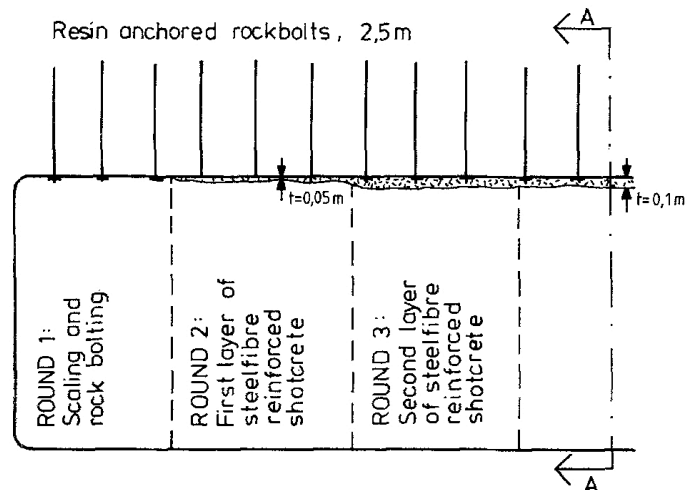 Resin anchored rockbolts, 2,5m
A
t=0,05m
t=0,1m
ROUND 1:
Scaling and
rock bolting
ROUND 2:
First layer of
steelfibre
reinforced
shotcrete
ROUND 3:
Second layer
of steelfibre
reinforced
shotcrete
A